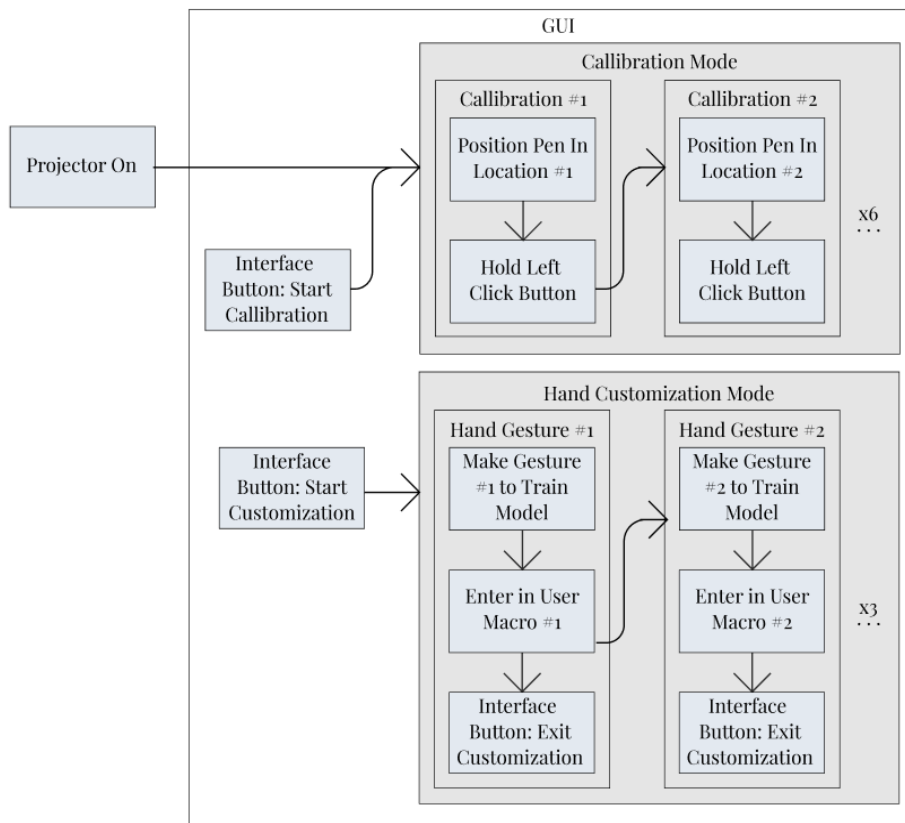 GUI
Callibration Mode
Callibration #1
Callibration #2
Projector On
Position Pen In
Location #1
Position Pen In
Location #2
x6
. . .
Interface
Button: Start
Callibration
Hold Left
Click Button
Hold Left
Click Button
Hand Customization Mode
Hand Gesture #1
Hand Gesture #2
Interface
Button: Start
Customization
Make Gesture
#1 to Train
Model
Make Gesture
#2 to Train
Model
Enter in User
Macro #1
Enter in User
Macro #2
x3
. . .
Interface
Button: Exit
Customization
Interface
Button: Exit
Customization